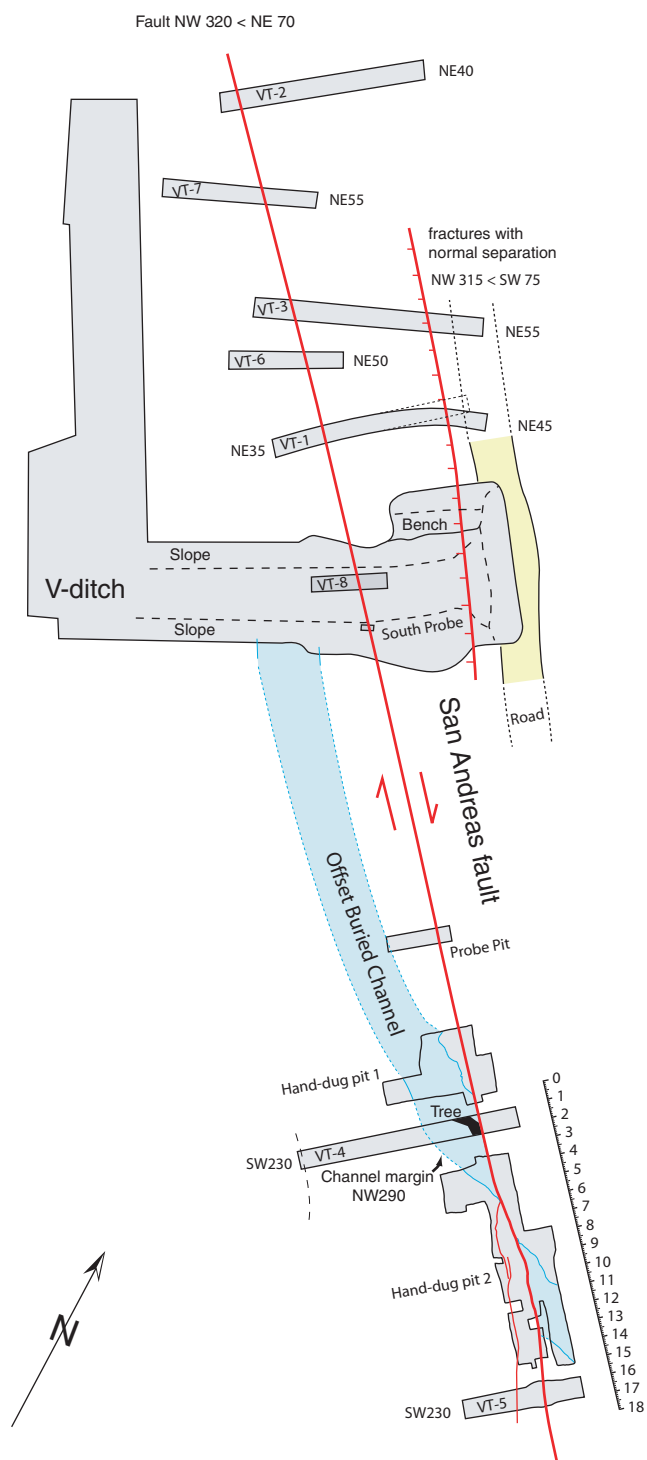 Fault NW 320 < NE 70
VT-2
NE40
VT-7
NE55
fractures with
normal separation
NW 315 < SW 75
VT-3
NE55
VT-6
NE50
VT-1
NE35
NE45
Bench
Slope
V-ditch
VT-8
Slope
South Probe
Road
San Andreas fault
Offset Buried Channel
Probe Pit
Hand-dug pit 1
Tree
VT-4
SW230
Channel margin
NW290
Hand-dug pit 2
VT-5
SW230
N
0
1
2
3
4
5
6
7
8
9
10
11
12
13
14
15
16
17
18